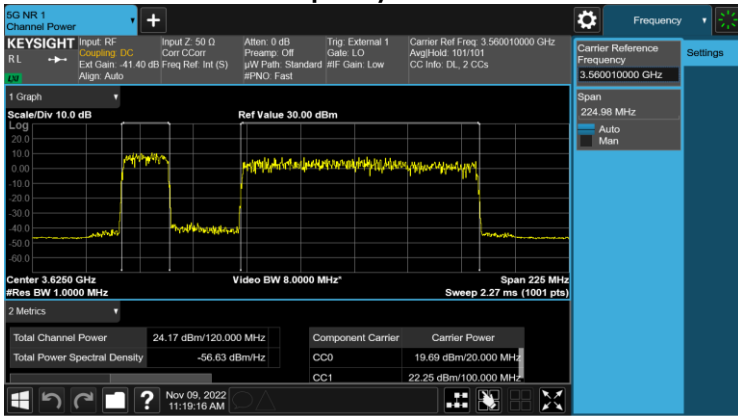 5G NR 1
Channel Power
+
Frequency
KEYSIGHT
RL
LXI
Input: RF
Coupling: DC
Ext Gain: -41.40 dB
Align: Auto
Input Z: 50 Ω
Corr CCorr
Freq Ref: Int (S)
Atten: 0 dB
Preamp: Off
µW Path: Standard
#PNO: Fast
Trig: External 1
Gate: LO
#IF Gain: Low
Carrier Ref Freq: 3.560010000 GHz
Avg|Hold: 101/101
CC Info: DL, 2 CCs
Carrier Reference
Frequency
3.560010000 GHz
Settings
Span
224.98 MHz
Auto
Man
1 Graph
Scale/Div 10.0 dB
Ref Value 30.00 dBm
Log
20.0
10.0
0.00
-10.0
-20.0
-30.0
-40.0
-50.0
-60.0
Center 3.6250 GHz
Video BW 8.0000 MHz*
Span 225 MHz
#Res BW 1.0000 MHz
Sweep 2.27 ms (1001 pts)
2 Metrics
Total Channel Power 24.17 dBm/120.000 MHz
Total Power Spectral Density -56.63 dBm/Hz
Component Carrier Carrier Power
CC0 19.69 dBm/20.000 MHz
CC1 22.25 dBm/100.000 MHz
?
Nov 09, 2022
11:19:16 AM